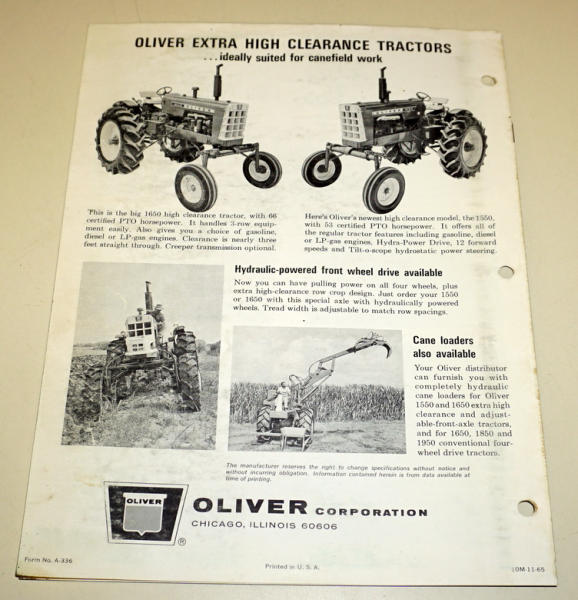 OLIVER EXTRA HIGH CLEARANCE TRACTORS
...ideally suited for canefield work
This is the big 1650 high clearance tractor, with 66
certified PTO horsepower. It handles 3-row equip-
ment easily. Also gives you a choice of gasoline,
diesel or LP-gas engines. Clearance is nearly three
feet straight through. Creeper transmission optional.
Here's Oliver's newest high clearance model, the 1550,
with 53 certified PTO horsepower. It offers all of
the regular tractor features including gasoline, diesel
or LP-gas engines, Hydra-Power Drive, 12 forward
speeds and Tilt-o-scope hydrostatic power steering.
Hydraulic-powered front wheel drive available
Now you can have pulling power on all four wheels, plus
extra high-clearance row crop design. Just order your 1550
or 1650 with this special axle with hydraulically powered
wheels. Tread width is adjustable to match row spacings.
Cane loaders
also available
Your Oliver distributor
can furnish you with
completely hydraulic
cane loaders for Oliver
1550 and 1650 extra high
clearance and adjust-
able-front-axle tractors,
and for 1650, 1850 and
1950 conventional four-
wheel drive tractors.
The manufacturer reserves the right to change specifications without notice and
without incurring obligation. Information contained herein is from data available at
time of printing.
OLIVER
®
OLIVER CORPORATION
CHICAGO, ILLINOIS 60606
Form No. A-336
Printed in U. S. A.
10M-11-65